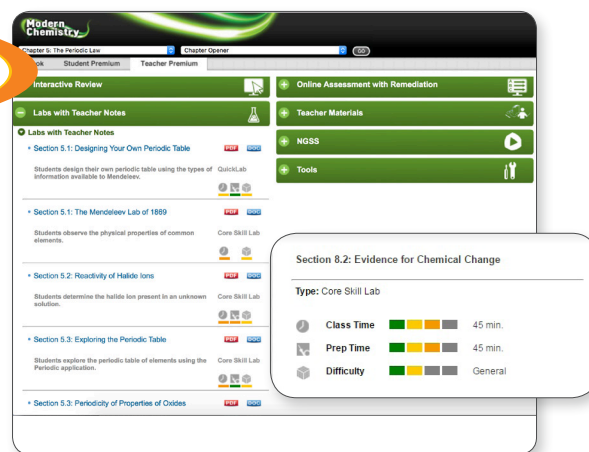 Modern
Chemistry
Chapter 5: The Periodic Law
Chapter Opener
GO
Student Premium
Teacher Premium
Interactive Review
Online Assessment with Remediation
Labs with Teacher Notes
Teacher Materials
Labs with Teacher Notes
NGSS
Tools
Section 5.1: Designing Your Own Periodic Table PDF DOC
Students design their own periodic table using the types of QuickLab
information available to Mendeleev.
Section 5.1: The Mendeleev Lab of 1869 PDF DOC
Students observe the physical properties of common Core Skill Lab
elements.
Section 5.2: Reactivity of Halide Ions PDF DOC
Students determine the halide ion present in an unknown Core Skill Lab
solution.
Section 5.3: Exploring the Periodic Table PDF DOC
Students explore the periodic table of elements using the Core Skill Lab
Periodic application.
Section 5.3: Periodicity of Properties of Oxides PDF DOC
Section 8.2: Evidence for Chemical Change
Type: Core Skill Lab
Class Time 45 min.
Prep Time 45 min.
Difficulty General